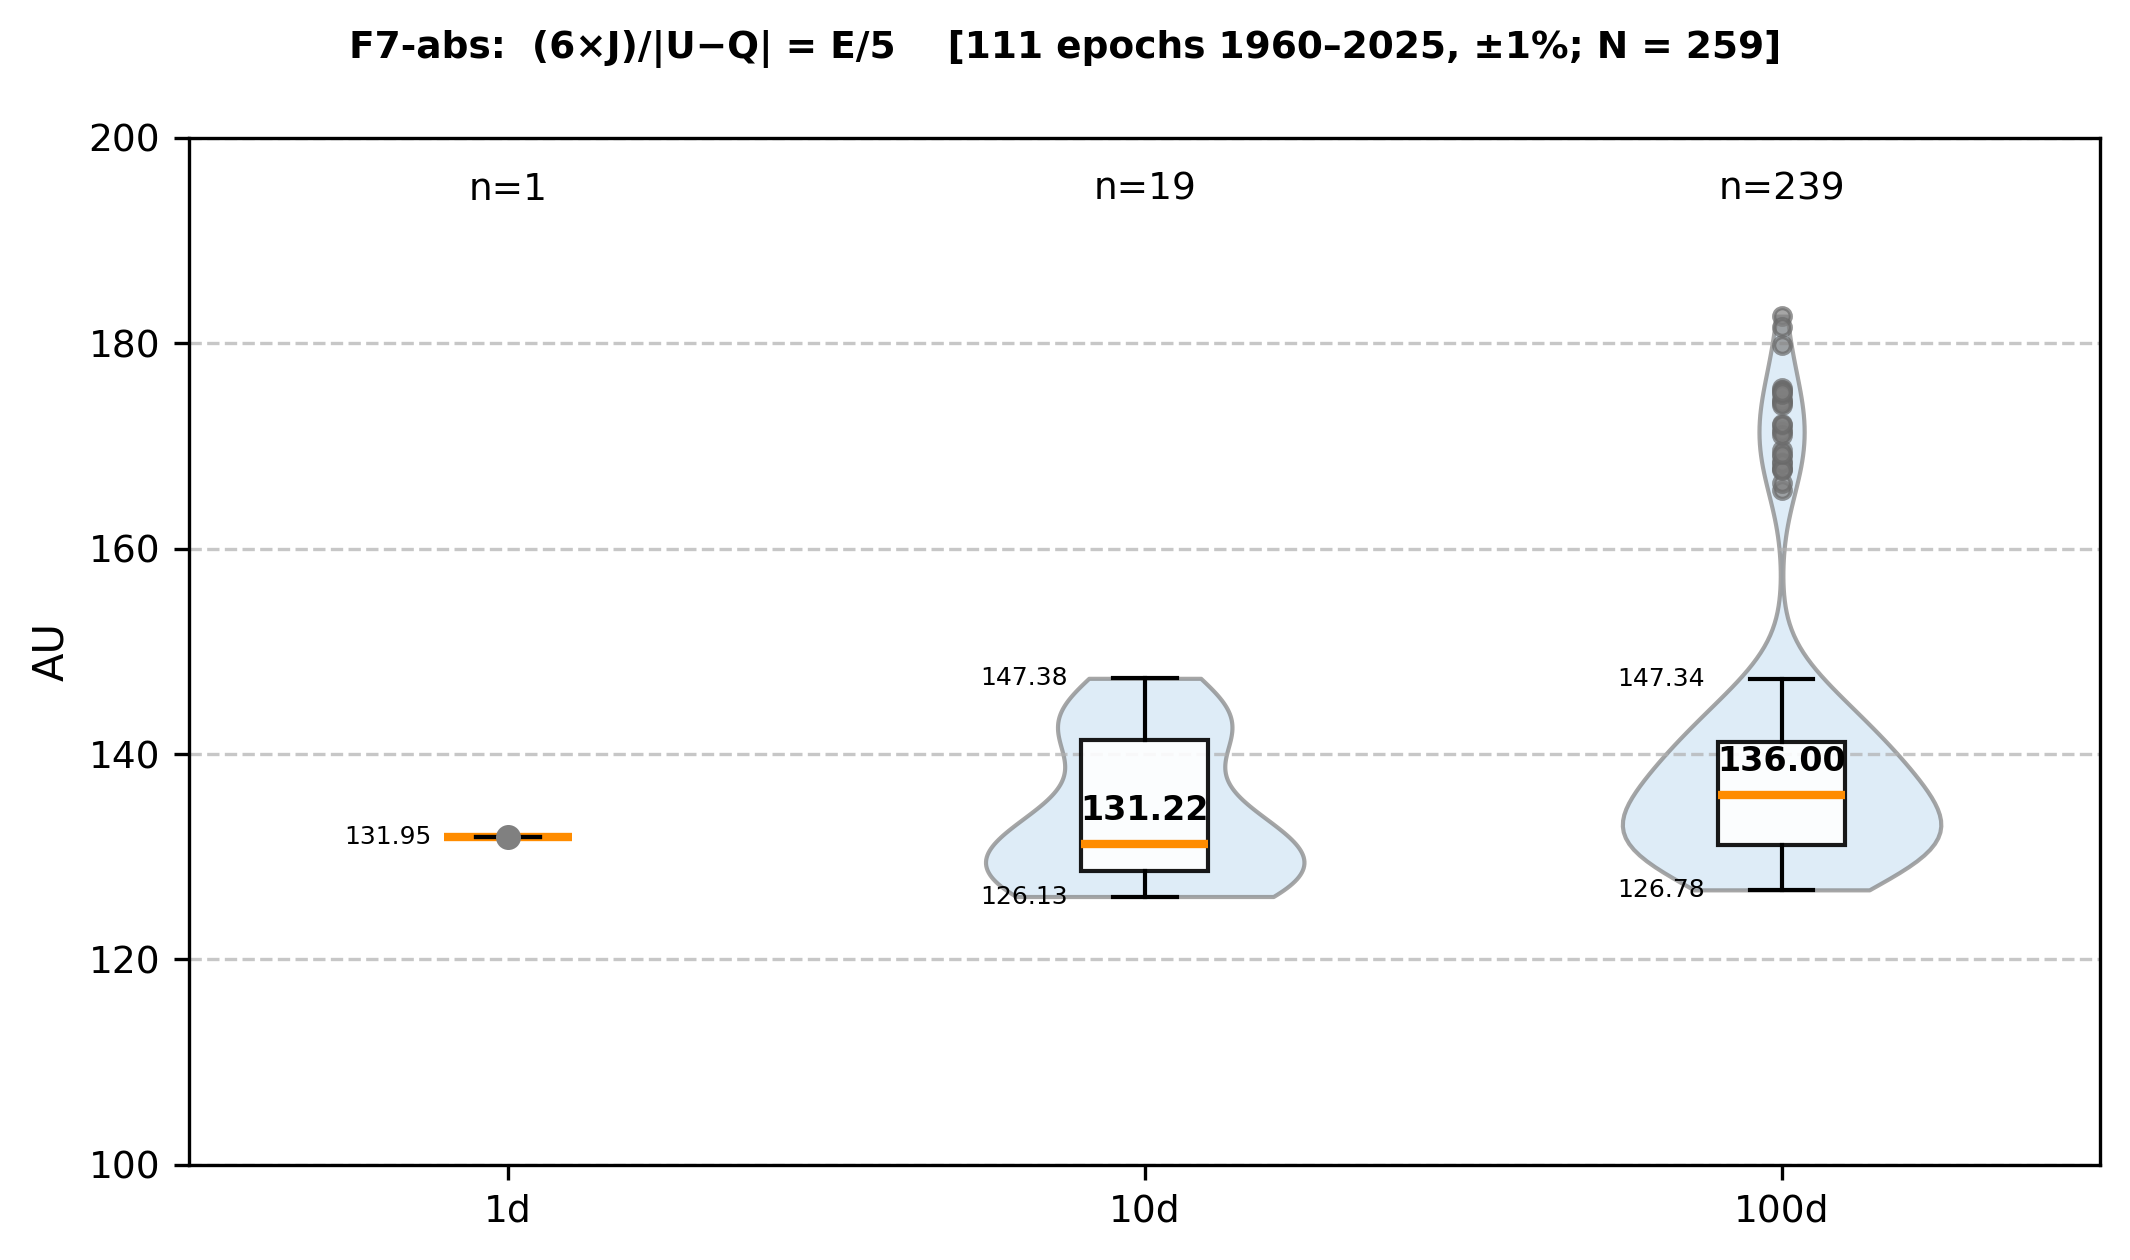 F7-abs:  (6×J)/|U−Q| = E/5    [111 epochs 1960–2025, ±1%; N = 259]
200
n=1
n=19
n=239
180
160
AU
147.38
147.34
140
136.00
131.22
131.95
126.13
126.78
120
100
1d
10d
100d